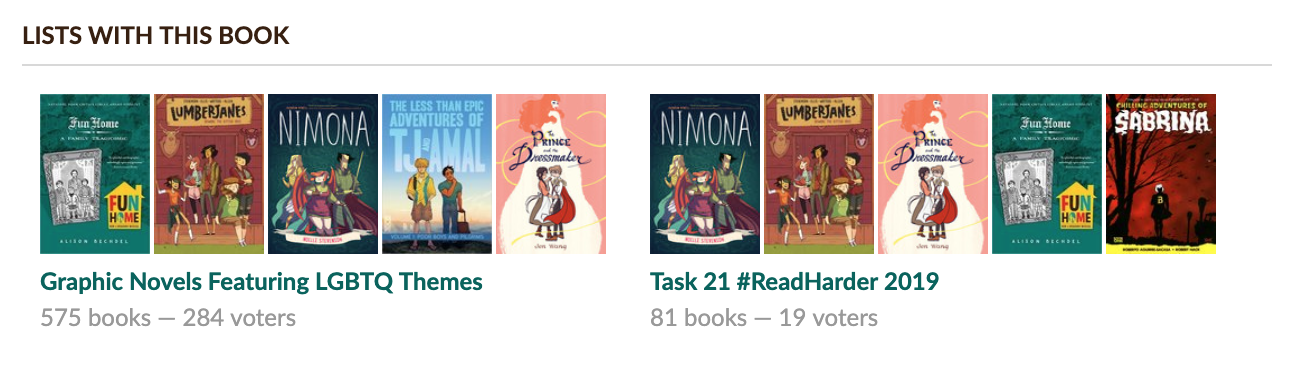 LISTS WITH THIS BOOK
Fun Home
A FAMILY TRAGICOMIC
FUN
HOME
ALISON BECHDEL
LUMBERJANES
NIMONA
NOELLE STEVENSON
THE LESS THAN EPIC
ADVENTURES OF
TJ AND
AMAL
The
PRINCE
and the
Dressmaker
Jen Wang
NIMONA
NOELLE STEVENSON
LUMBERJANES
The
PRINCE
and the
Dressmaker
Jen Wang
Fun Home
A FAMILY TRAGICOMIC
FUN
HOME
ALISON BECHDEL
CHILLING ADVENTURES OF
SABRINA
Graphic Novels Featuring LGBTQ Themes
575 books — 284 voters
Task 21 #ReadHarder 2019
81 books — 19 voters